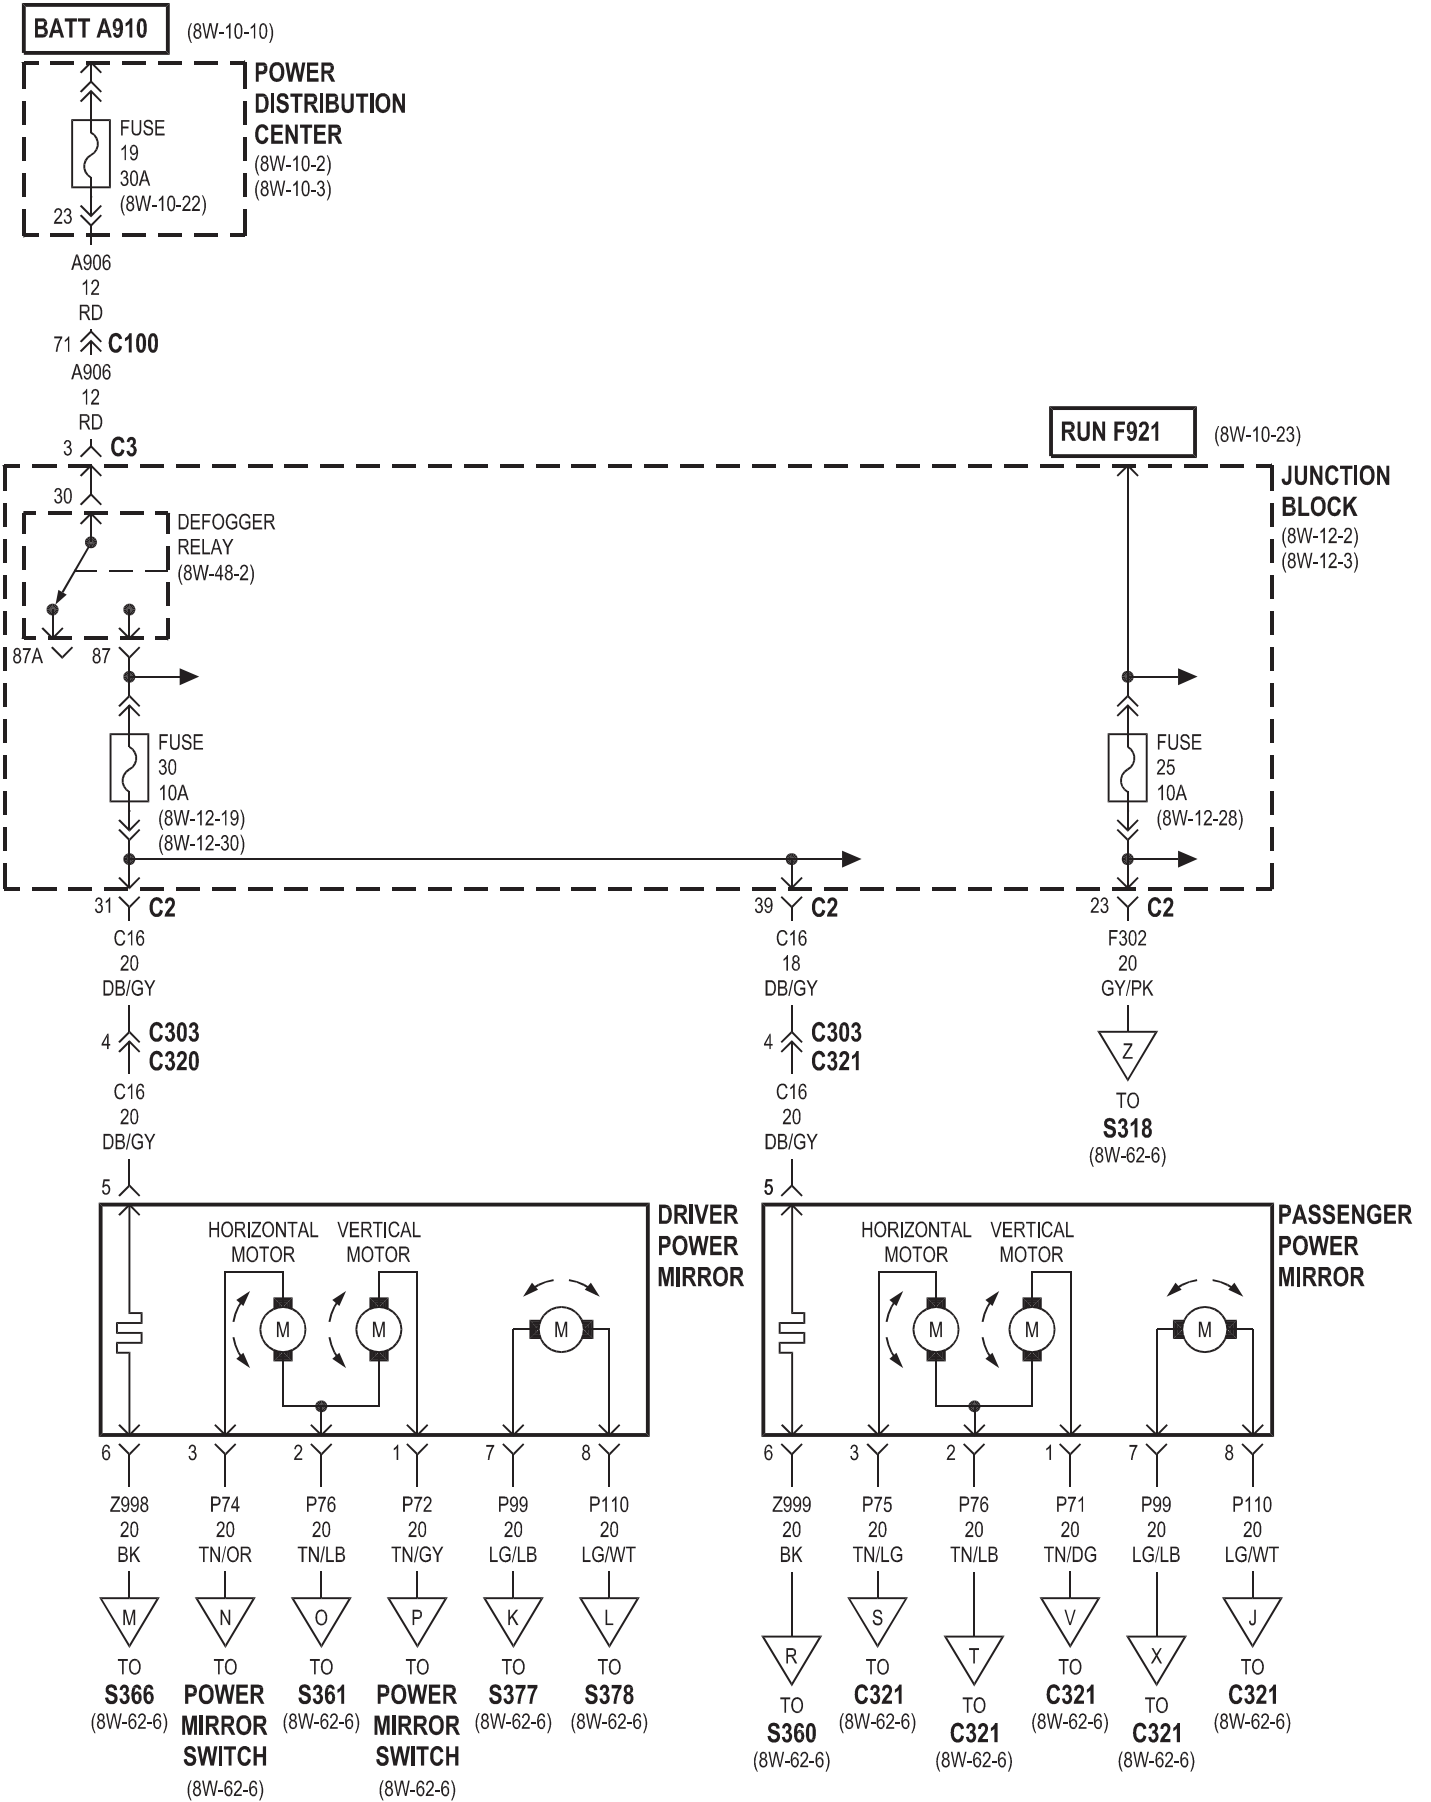 BATT A910 (8W-10-10)
POWER
DISTRIBUTION
CENTER
(8W-10-2)
(8W-10-3)
FUSE
19
30A
(8W-10-22)
23
A906
12
RD
71 C100
A906
12
RD
3 C3
RUN F921 (8W-10-23)
JUNCTION
BLOCK
(8W-12-2)
(8W-12-3)
30
DEFOGGER
RELAY
(8W-48-2)
87A 87
FUSE
30
10A
(8W-12-19)
(8W-12-30)
FUSE
25
10A
(8W-12-28)
31 C2 39 C2 23 C2
C16 C16 F302
20 18 20
DB/GY DB/GY GY/PK
4 C303 4 C303
C320 C321
Z
TO
S318
(8W-62-6)
C16 C16
20 20
DB/GY DB/GY
5 5
DRIVER
POWER
MIRROR
HORIZONTAL
MOTOR
VERTICAL
MOTOR
M M M
PASSENGER
POWER
MIRROR
HORIZONTAL
MOTOR
VERTICAL
MOTOR
M M M
6 3 2 1 7 8 6 3 2 1 7 8
Z998 P74 P76 P72 P99 P110 Z999 P75 P76 P71 P99 P110
20 20 20 20 20 20 20 20 20 20 20 20
BK TN/OR TN/LB TN/GY LG/LB LG/WT BK TN/LG TN/LB TN/DG LG/LB LG/WT
M N O P K L R S T V X J
TO
S366
(8W-62-6)
TO
POWER
MIRROR
SWITCH
(8W-62-6)
TO
S361
(8W-62-6)
TO
POWER
MIRROR
SWITCH
(8W-62-6)
TO
S377
(8W-62-6)
TO
S378
(8W-62-6)
TO
S360
(8W-62-6)
TO
C321
(8W-62-6)
TO
C321
(8W-62-6)
TO
C321
(8W-62-6)
TO
C321
(8W-62-6)
TO
C321
(8W-62-6)